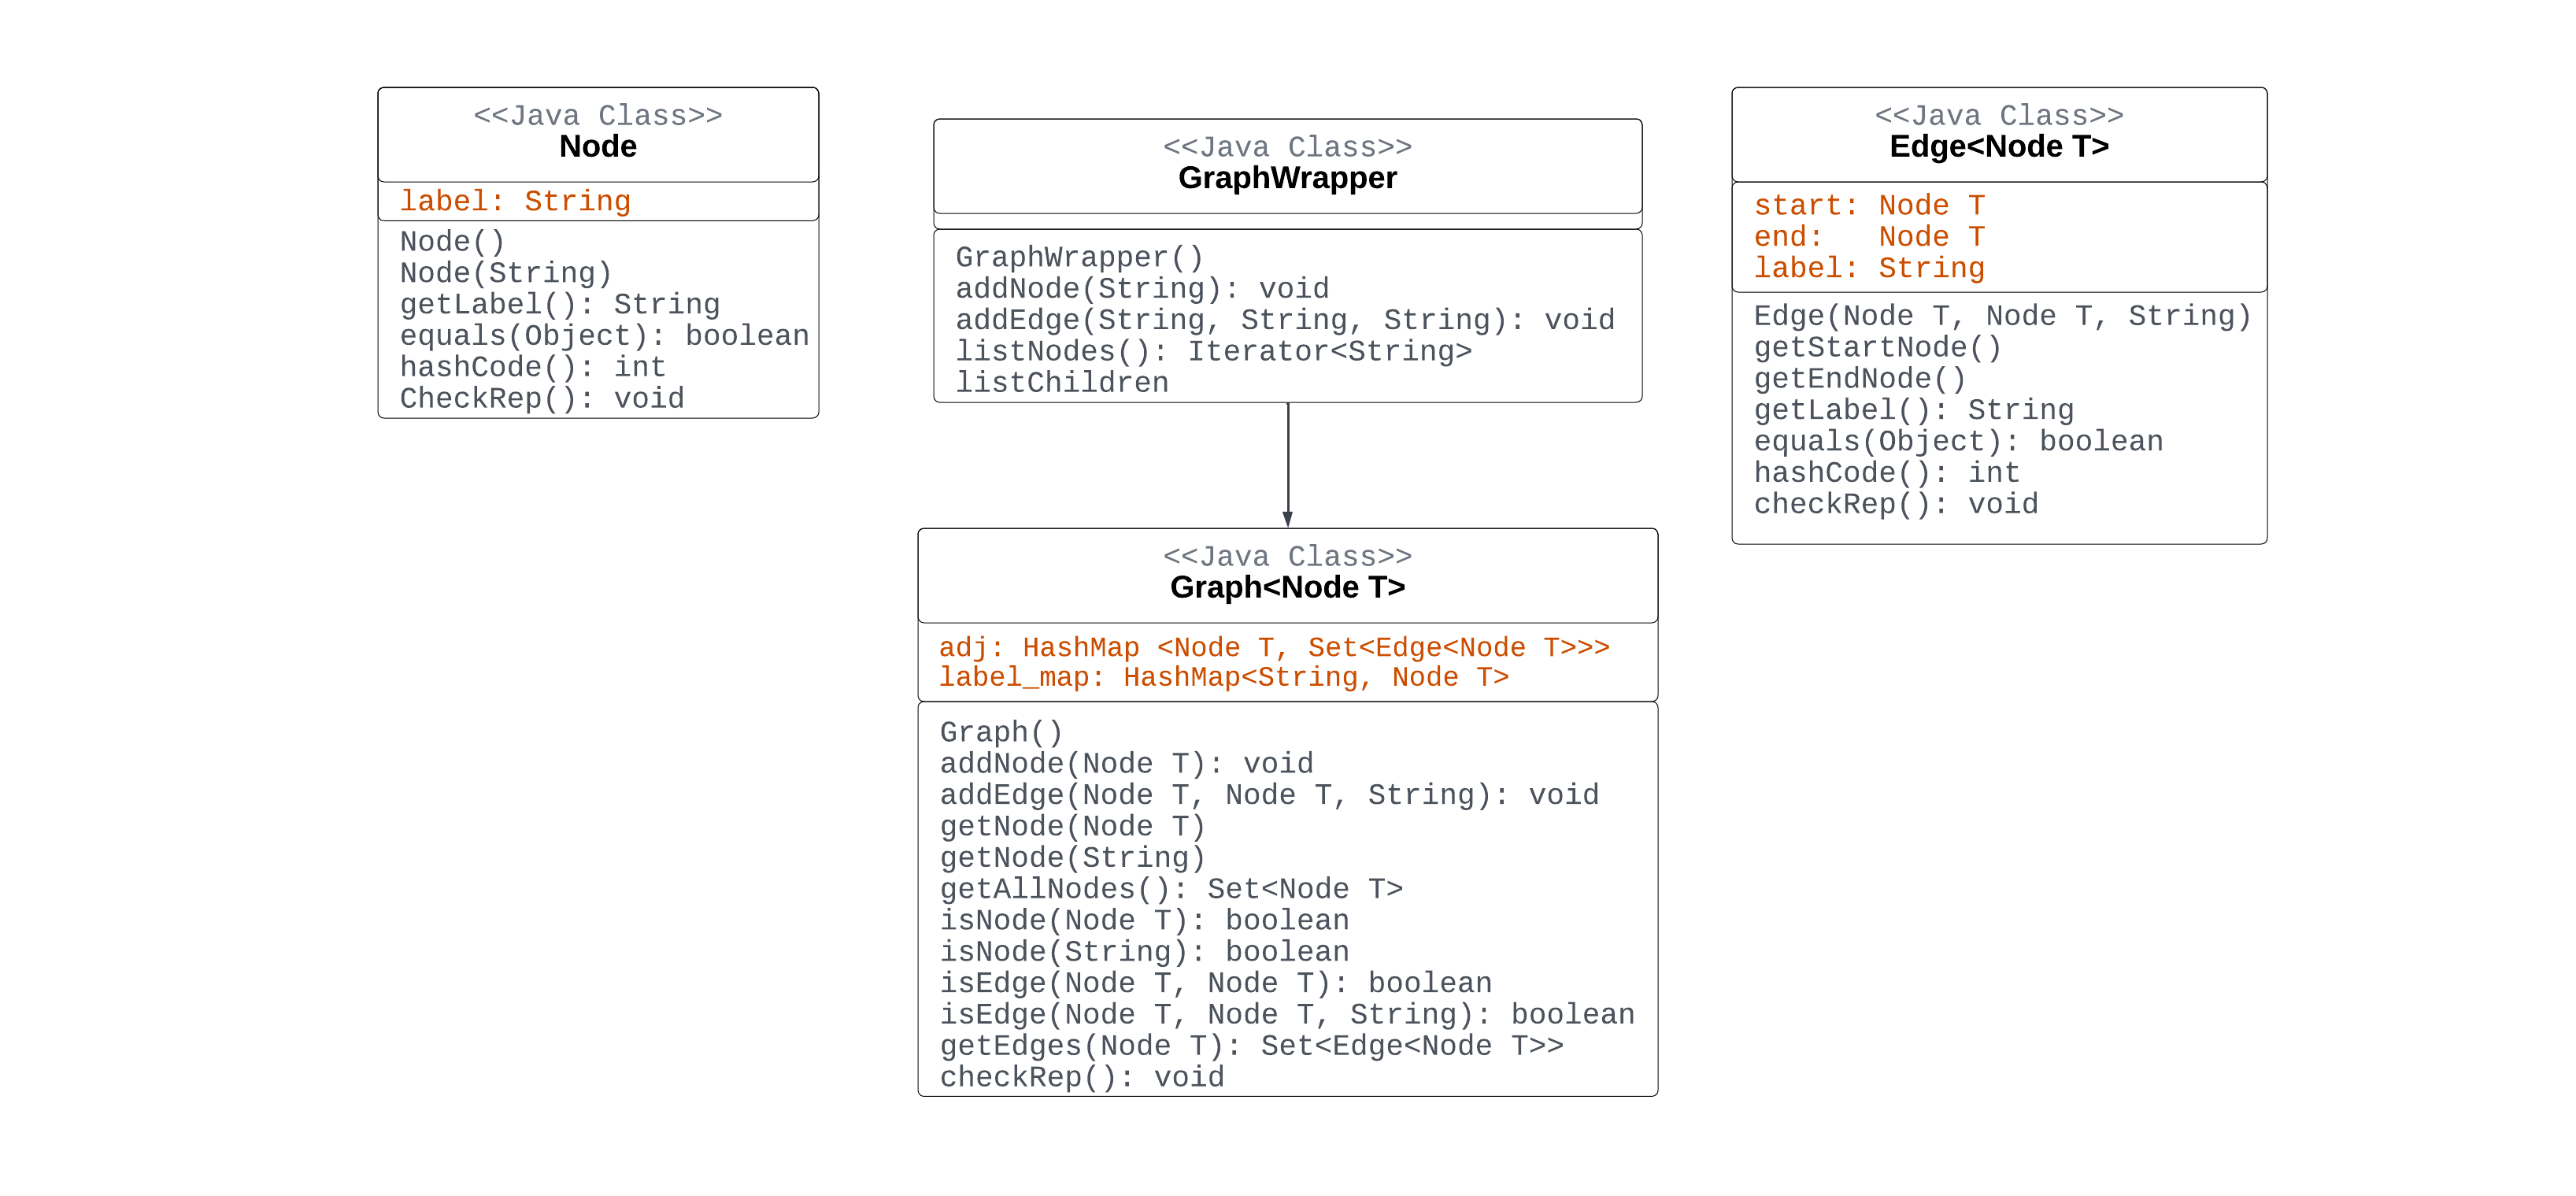 <<Java Class>>
Node
label: String
Node()
Node(String)
getLabel(): String
equals(Object): boolean
hashCode(): int
CheckRep(): void
<<Java Class>>
GraphWrapper
GraphWrapper()
addNode(String): void
addEdge(String, String, String): void
listNodes(): Iterator<String>
listChildren
<<Java Class>>
Edge<Node T>
start: Node T
end:   Node T
label: String
Edge(Node T, Node T, String)
getStartNode()
getEndNode()
getLabel(): String
equals(Object): boolean
hashCode(): int
checkRep(): void
<<Java Class>>
Graph<Node T>
adj: HashMap <Node T, Set<Edge<Node T>>>
label_map: HashMap<String, Node T>
Graph()
addNode(Node T): void
addEdge(Node T, Node T, String): void
getNode(Node T)
getNode(String)
getAllNodes(): Set<Node T>
isNode(Node T): boolean
isNode(String): boolean
isEdge(Node T, Node T): boolean
isEdge(Node T, Node T, String): boolean
getEdges(Node T): Set<Edge<Node T>>
checkRep(): void